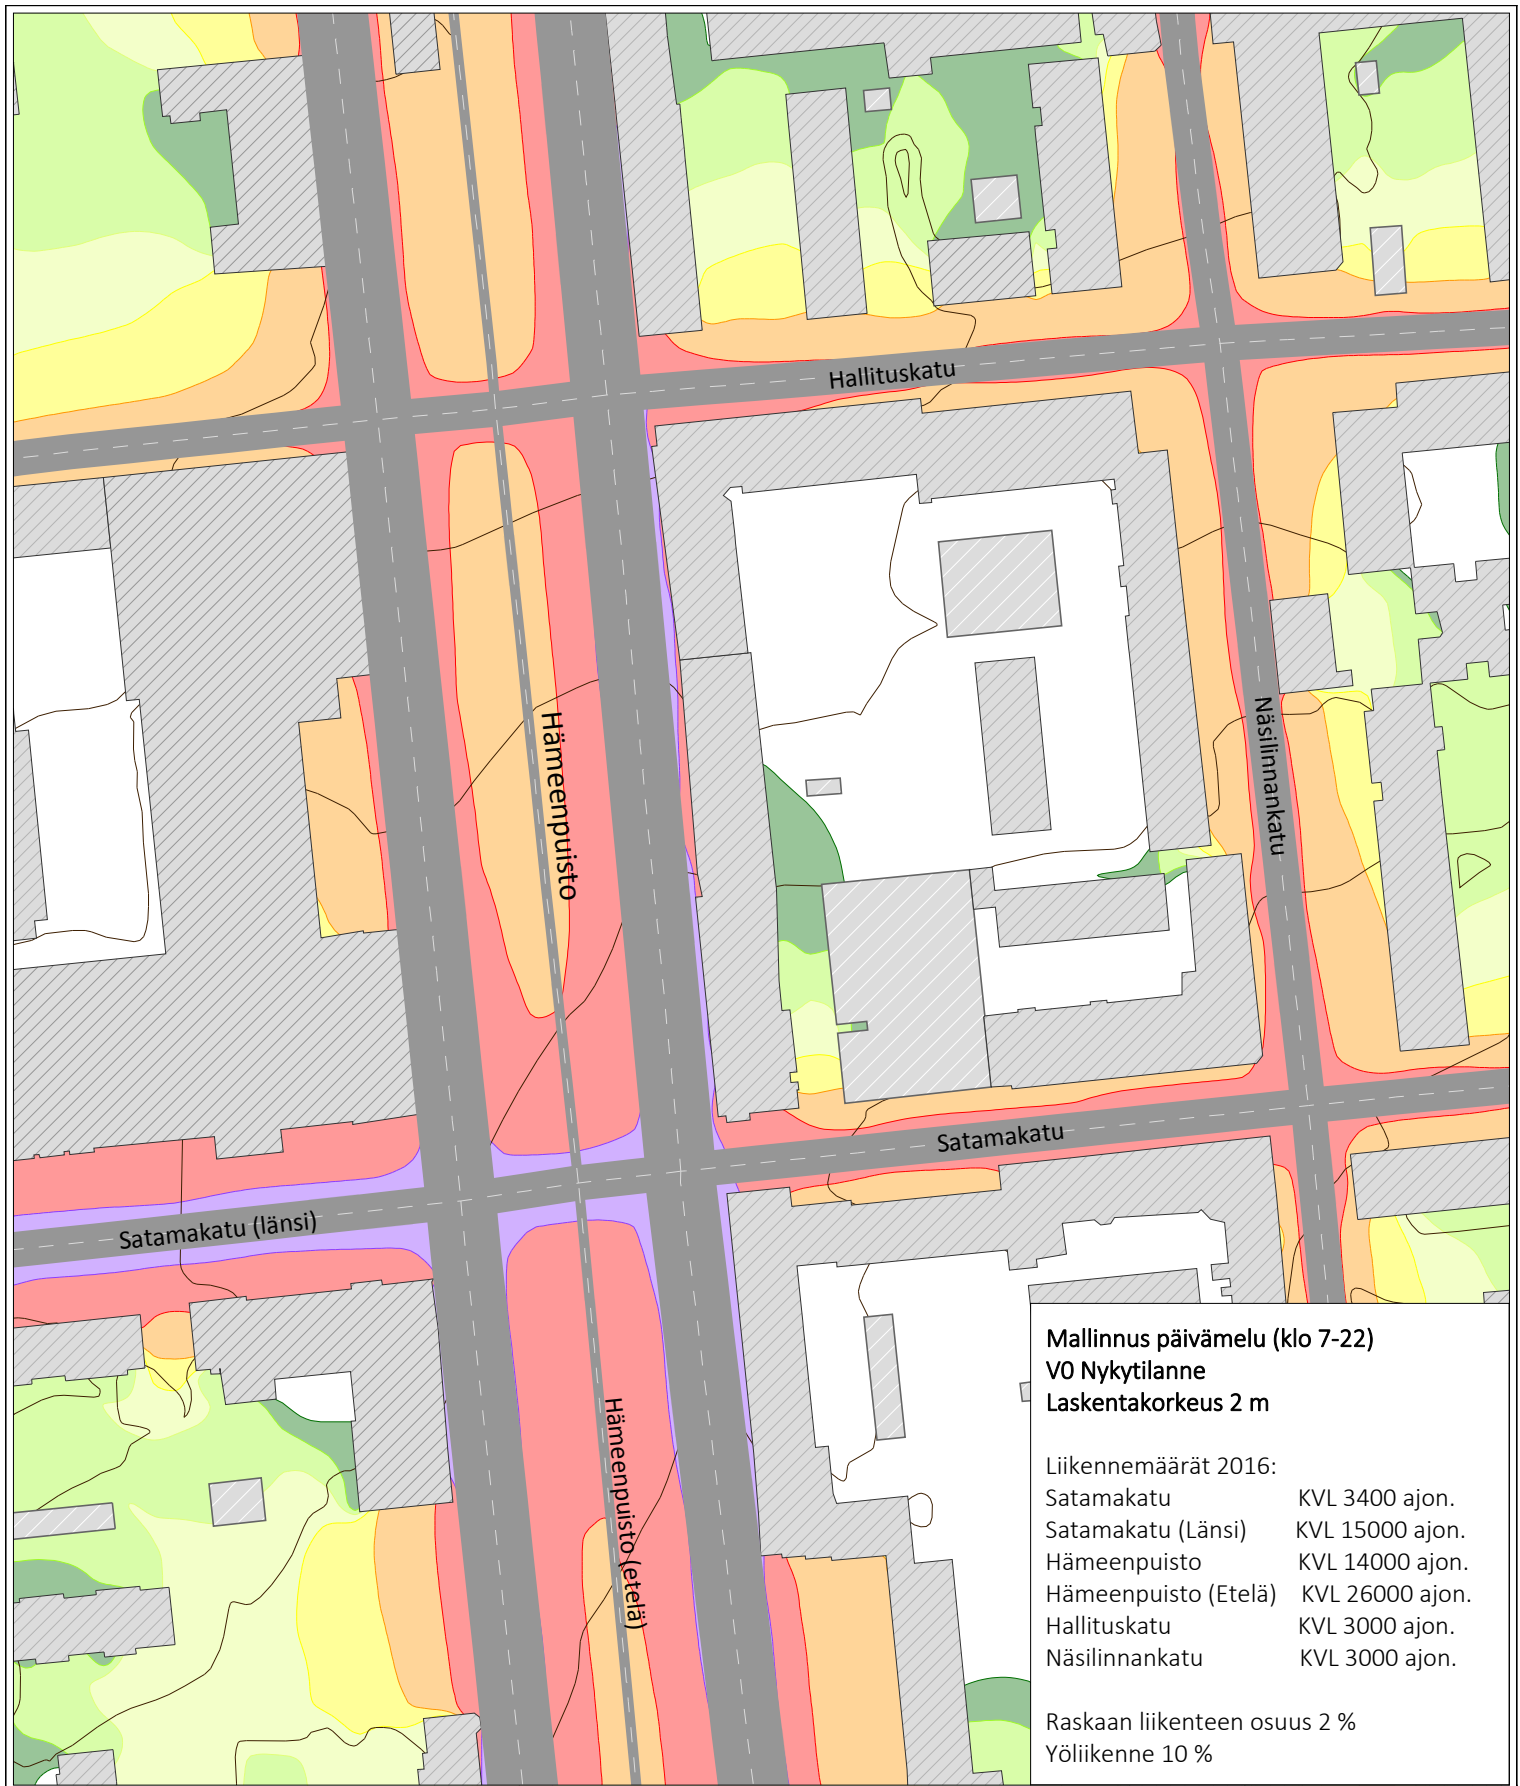 Hallituskatu
Hämeenpuisto
Näsilinnankatu
Satamakatu
Satamakatu (länsi)
Hämeenpuisto (etelä)
Mallinnus päivämelu (klo 7-22)
V0 Nykytilanne
Laskentakorkeus 2 m
Liikennemäärät 2016:
Satamakatu KVL 3400 ajon.
Satamakatu (Länsi) KVL 15000 ajon.
Hämeenpuisto KVL 14000 ajon.
Hämeenpuisto (Etelä) KVL 26000 ajon.
Hallituskatu KVL 3000 ajon.
Näsilinnankatu KVL 3000 ajon.
Raskaan liikenteen osuus 2 %
Yöliikenne 10 %